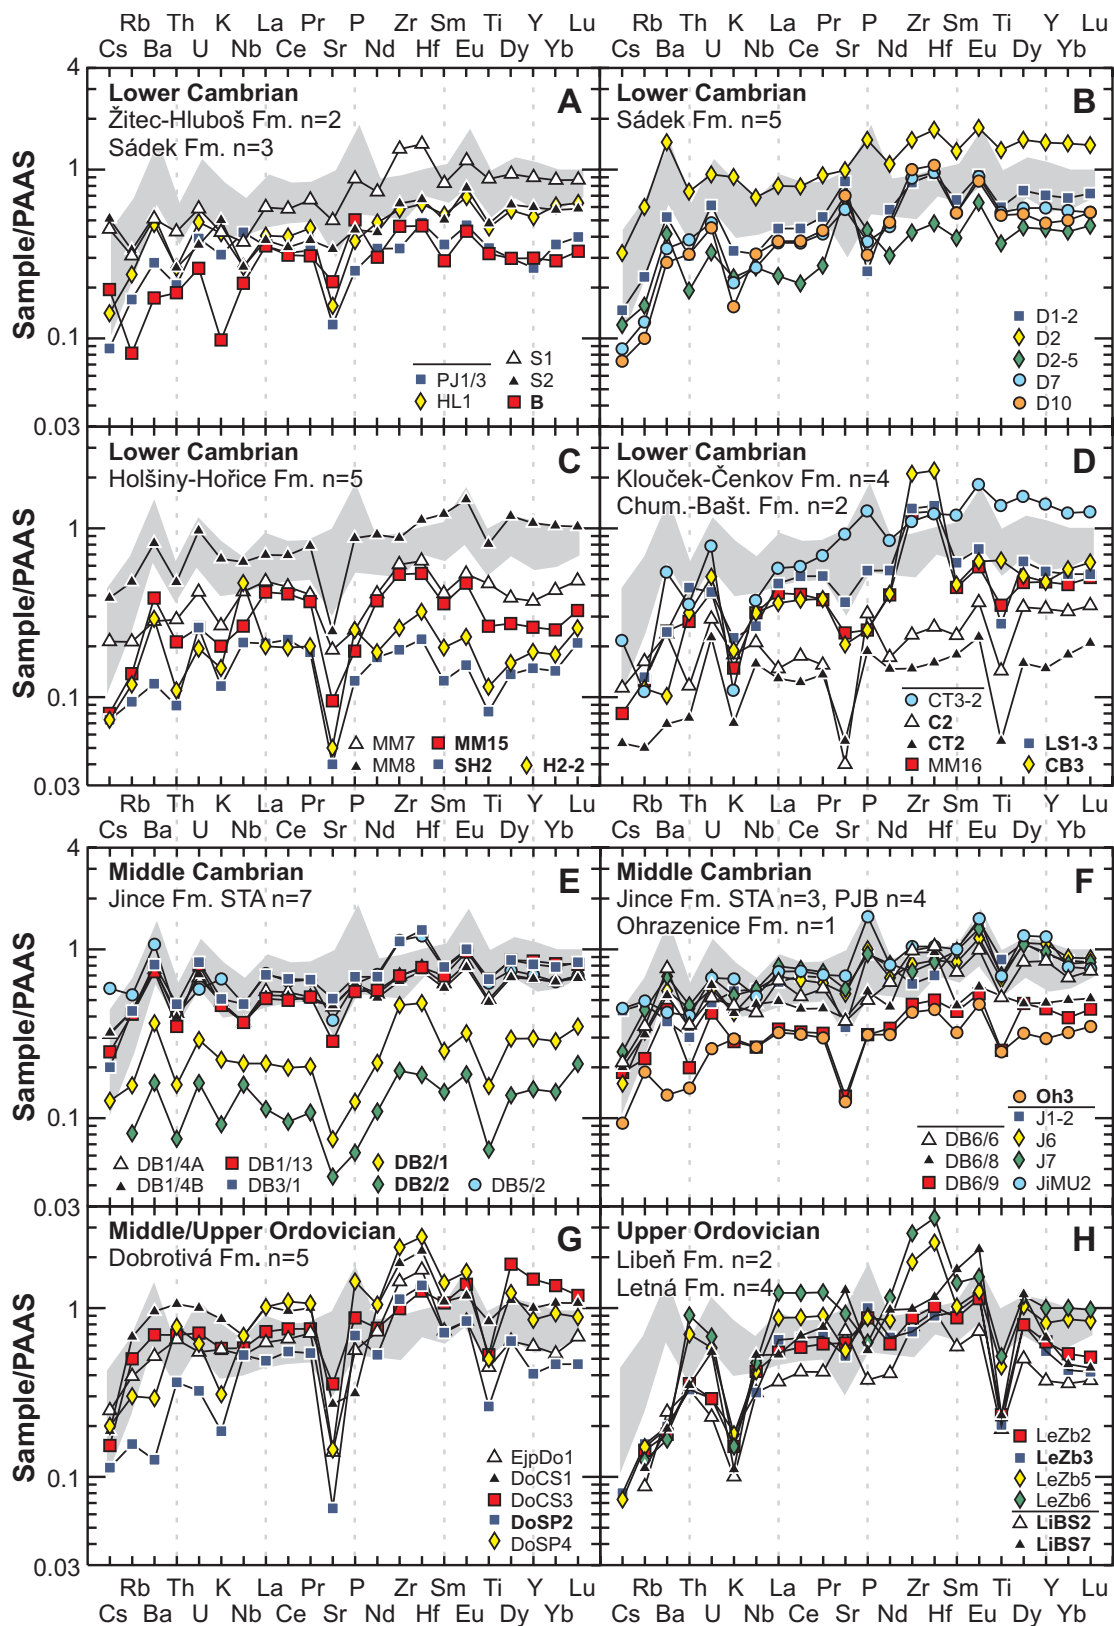 Rb Th K La Pr P Zr Sm Ti Y Lu
Cs Ba U Nb Ce Sr Nd Hf Eu Dy Yb
Rb Th K La Pr P Zr Sm Ti Y Lu
Cs Ba U Nb Ce Sr Nd Hf Eu Dy Yb
4
1
0.1
0.03
Sample/PAAS
Lower Cambrian
A
Žitec-Hluboš Fm. n=2
Sádek Fm. n=3
PJ1/3
HL1
S1
S2
B
Lower Cambrian
B
Sádek Fm. n=5
D1-2
D2
D2-5
D7
D10
1
0.1
0.03
Sample/PAAS
Lower Cambrian
C
Holšiny-Hořice Fm. n=5
MM7
MM8
MM15
SH2
H2-2
Lower Cambrian
D
Klouček-Čenkov Fm. n=4
Chum.-Bašt. Fm. n=2
CT3-2
C2
CT2
MM16
LS1-3
CB3
Rb Th K La Pr P Zr Sm Ti Y Lu
Cs Ba U Nb Ce Sr Nd Hf Eu Dy Yb
Rb Th K La Pr P Zr Sm Ti Y Lu
Cs Ba U Nb Ce Sr Nd Hf Eu Dy Yb
4
1
0.1
0.03
Sample/PAAS
Middle Cambrian
E
Jince Fm. STA n=7
DB1/4A
DB1/4B
DB1/13
DB3/1
DB2/1
DB2/2
DB5/2
Middle Cambrian
F
Jince Fm. STA n=3, PJB n=4
Ohrazenice Fm. n=1
DB6/6
DB6/8
DB6/9
Oh3
J1-2
J6
J7
JiMU2
1
0.1
0.03
Sample/PAAS
Middle/Upper Ordovician
G
Dobrotivá Fm. n=5
EjpDo1
DoCS1
DoCS3
DoSP2
DoSP4
Upper Ordovician
H
Libeň Fm. n=2
Letná Fm. n=4
LeZb2
LeZb3
LeZb5
LeZb6
LiBS2
LiBS7
Rb Th K La Pr P Zr Sm Ti Y Lu
Cs Ba U Nb Ce Sr Nd Hf Eu Dy Yb
Rb Th K La Pr P Zr Sm Ti Y Lu
Cs Ba U Nb Ce Sr Nd Hf Eu Dy Yb